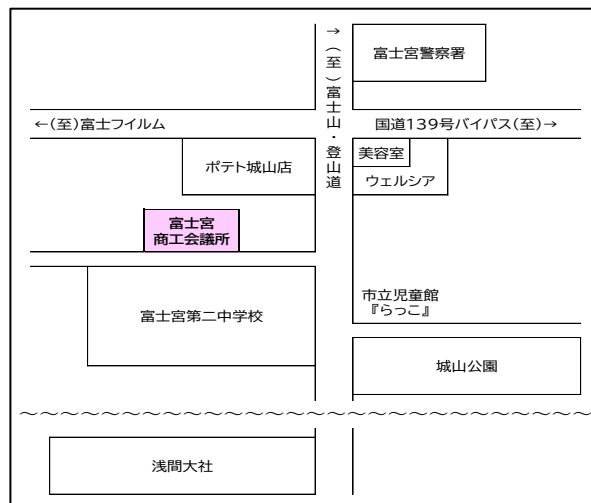 →(至)富士山・登山道
富士宮警察署
←(至)富士フイルム
国道139号バイパス(至)→
美容室
ポテト城山店
ウェルシア
富士宮
商工会議所
市立児童館
『らっこ』
富士宮第二中学校
城山公園
浅間大社